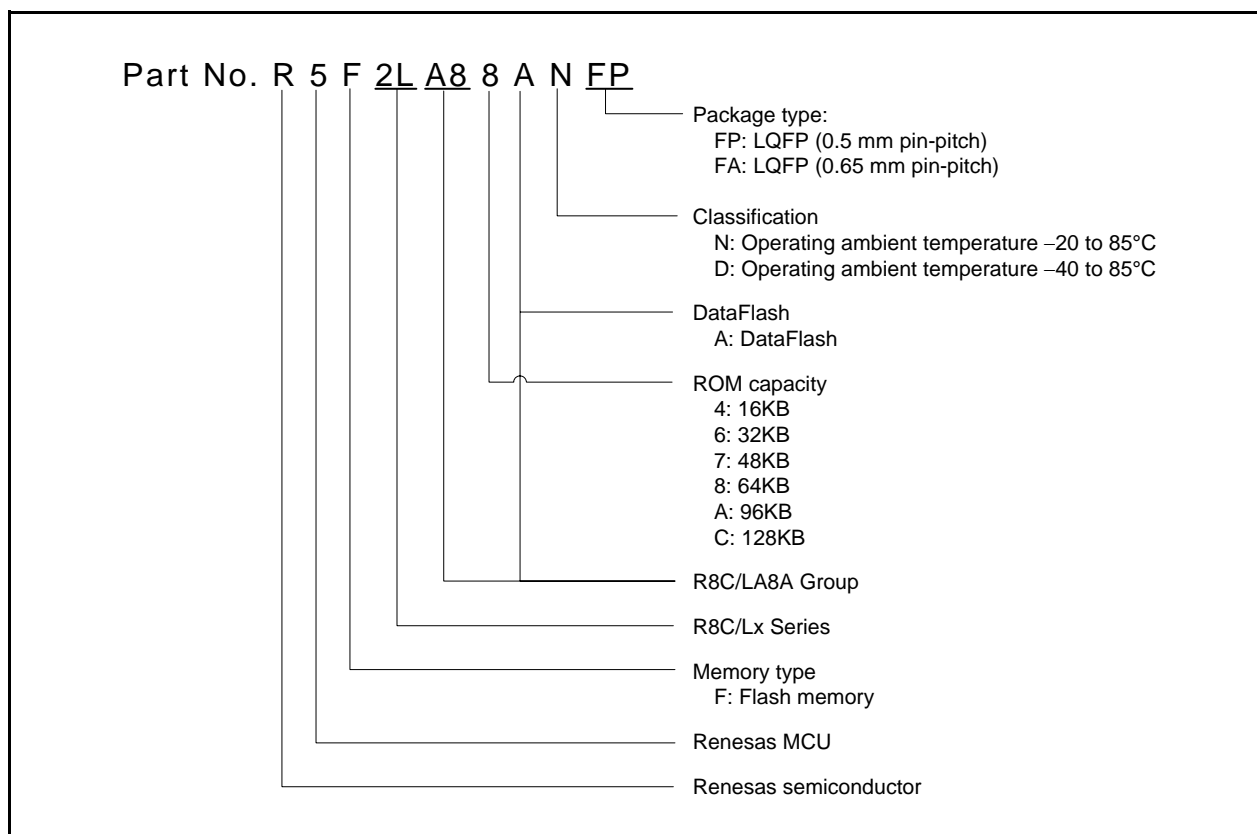 Part No. R 5 F 2L A8 8 A N FP
Package type:
FP: LQFP (0.5 mm pin-pitch)
FA: LQFP (0.65 mm pin-pitch)
Classification
N: Operating ambient temperature −20 to 85°C
D: Operating ambient temperature −40 to 85°C
DataFlash
A: DataFlash
ROM capacity
4: 16KB
6: 32KB
7: 48KB
8: 64KB
A: 96KB
C: 128KB
R8C/LA8A Group
R8C/Lx Series
Memory type
F: Flash memory
Renesas MCU
Renesas semiconductor